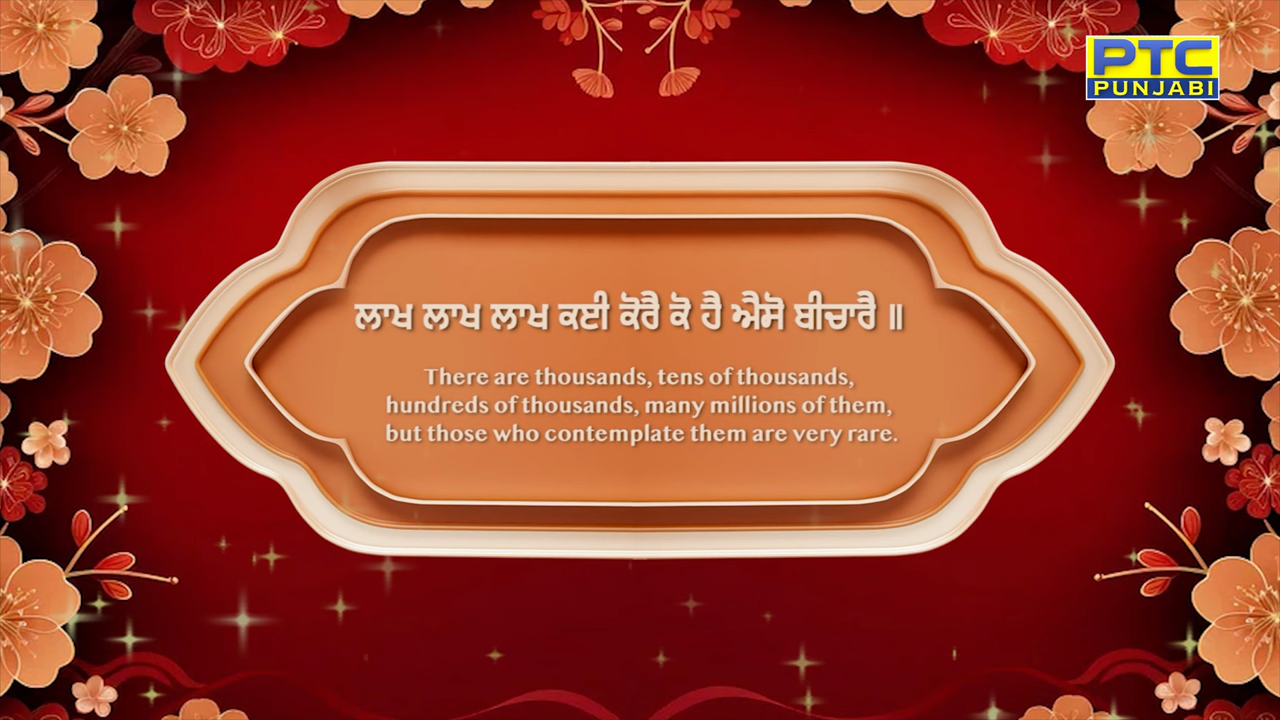 PTC
PUNJABI
ਲਾਖ ਲਾਖ ਲਾਖ ਕਈ ਕੋਰੈ ਕੋ ਹੈ ਐਸੋ ਬੀਚਾਰੈ ॥
There are thousands, tens of thousands,
hundreds of thousands, many millions of them,
but those who contemplate them are very rare.